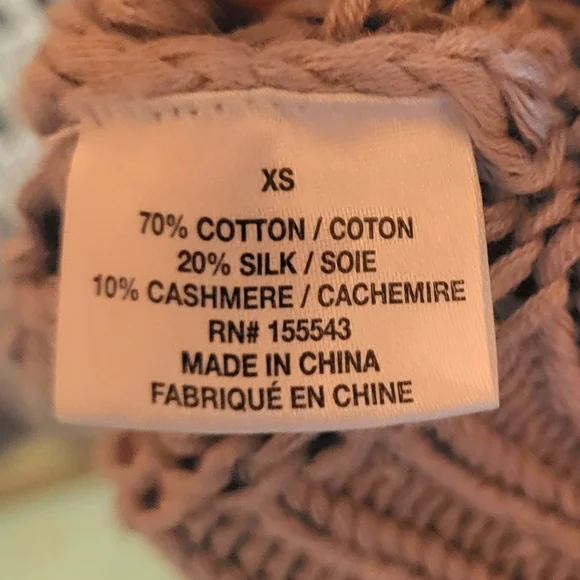 XS
70% COTTON / COTON
20% SILK / SOIE
10% CASHMERE / CACHEMIRE
RN# 155543
MADE IN CHINA
FABRIQUÉ EN CHINE